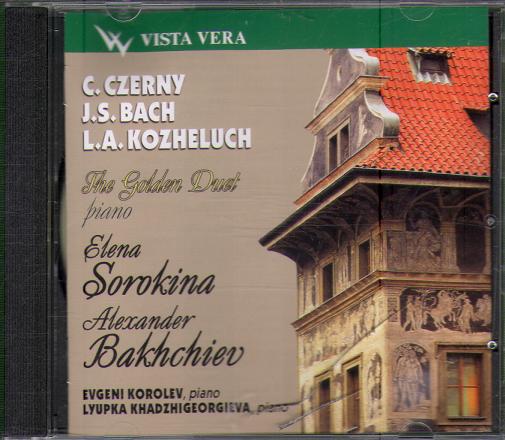 VISTA VERA
C. CZERNY
J.S. BACH
L.A. KOZHELUCH
The Golden Duet
piano
Elena
Sorokina
Alexander
Bakhchiev
EVGENI KOROLEV, piano
LYUPKA KHADZHIGEORGIEVA, piano